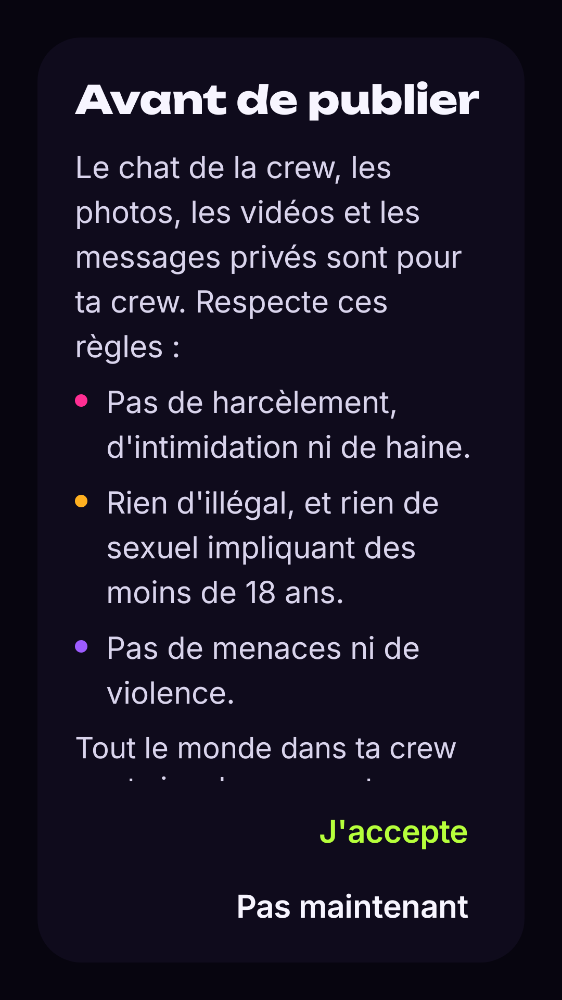 Avant de publier
Le chat de la crew, les
photos, les vidéos et les
messages privés sont pour
ta crew. Respecte ces
règles :
Pas de harcèlement,
d'intimidation ni de haine.
Rien d'illégal, et rien de
sexuel impliquant des
moins de 18 ans.
Pas de menaces ni de
violence.
Tout le monde dans ta crew
J'accepte
Pas maintenant